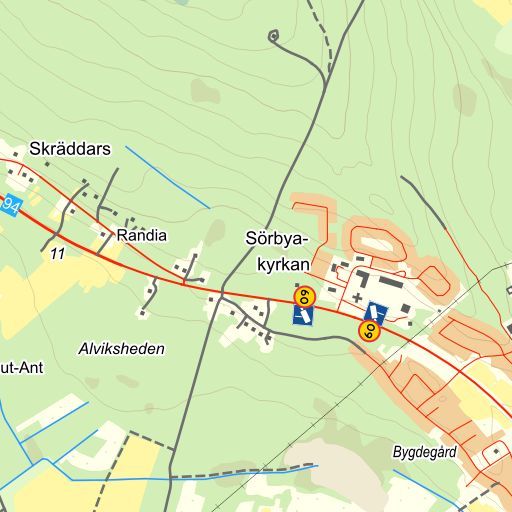 Skräddars
94
Randia
11
Sörbya-
kyrkan
60
60
Alviksheden
ut-Ant
Bygdegård